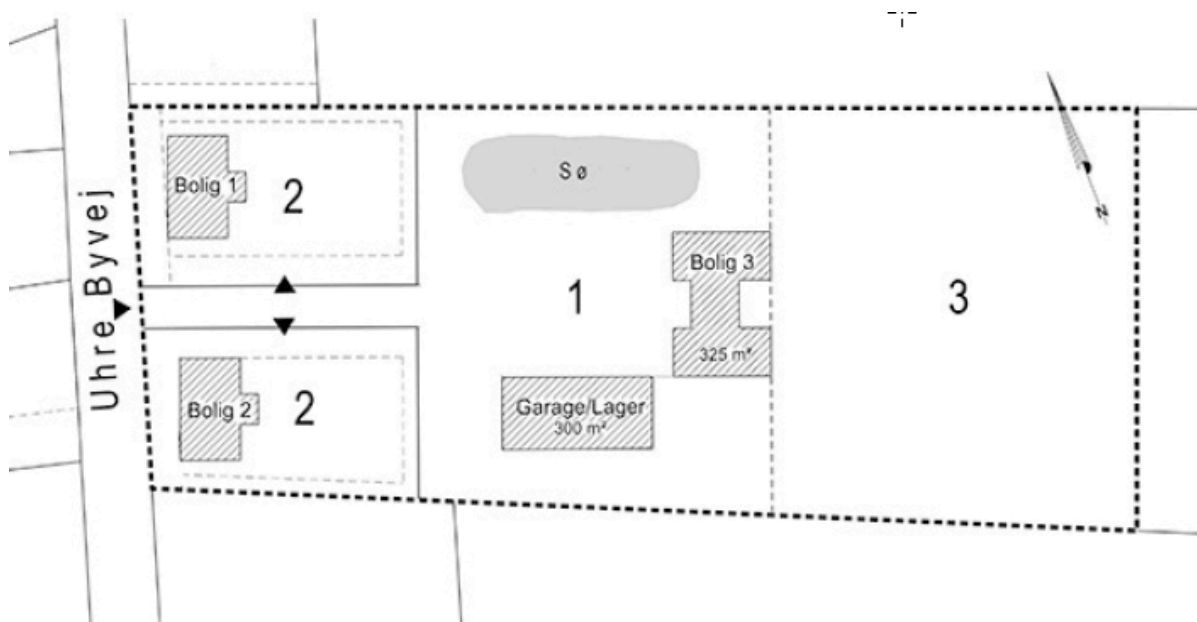 Uhre Byvej
Bolig 1
2
Sø
Bolig 3
325 m²
1
3
Bolig 2
2
Garage/Lager
300 m²
N